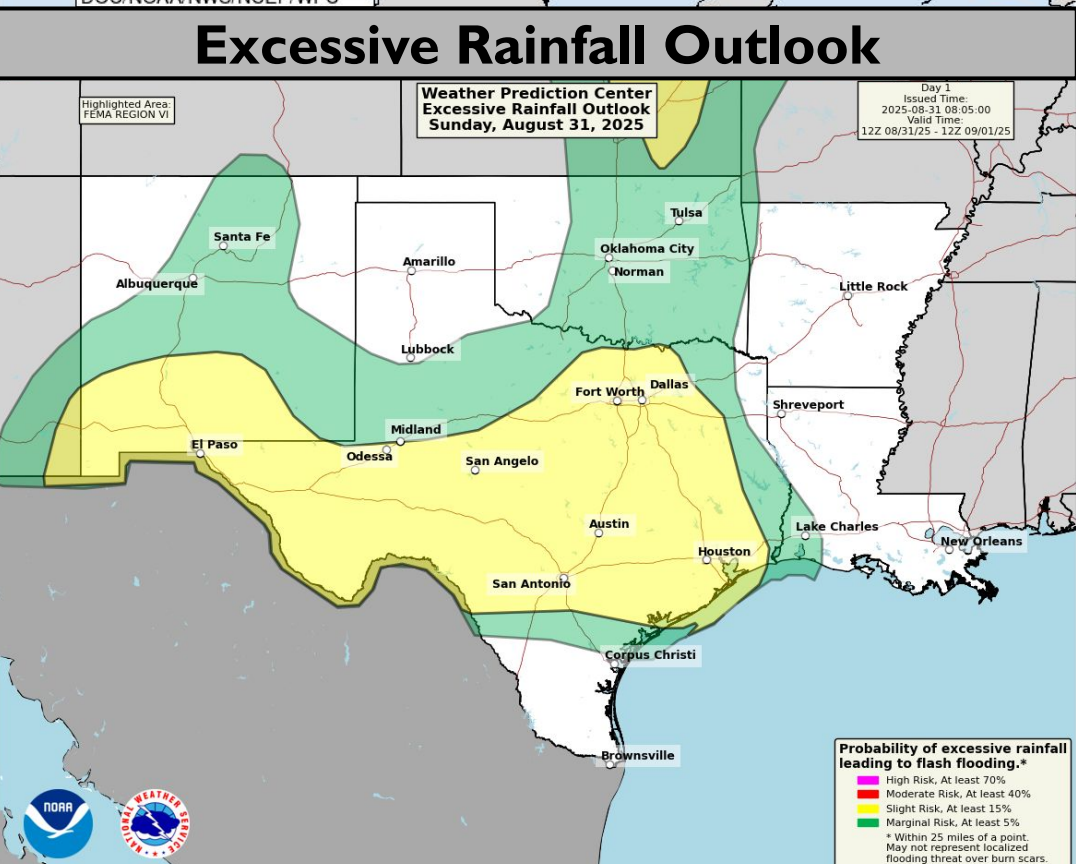 DOC/NOAA/NWS/NCEP/WPC
Excessive Rainfall Outlook
Highlighted Area:
FEMA REGION VI
Weather Prediction Center
Excessive Rainfall Outlook
Sunday, August 31, 2025
Day 1
Issued Time:
2025-08-31 08:05:00
Valid Time:
12Z 08/31/25 - 12Z 09/01/25
Tulsa
Santa Fe
Oklahoma City
Amarillo
Norman
Albuquerque
Little Rock
Lubbock
Dallas
Fort Worth
Shreveport
Midland
El Paso
Odessa
San Angelo
Austin
Lake Charles
New Orleans
Houston
San Antonio
Corpus Christi
Brownsville
Probability of excessive rainfall
leading to flash flooding.*
High Risk, At least 70%
Moderate Risk, At least 40%
Slight Risk, At least 15%
Marginal Risk, At least 5%
* Within 25 miles of a point.
May not represent localized
flooding threat over burn scars.
NOAA
NATIONAL WEATHER SERVICE